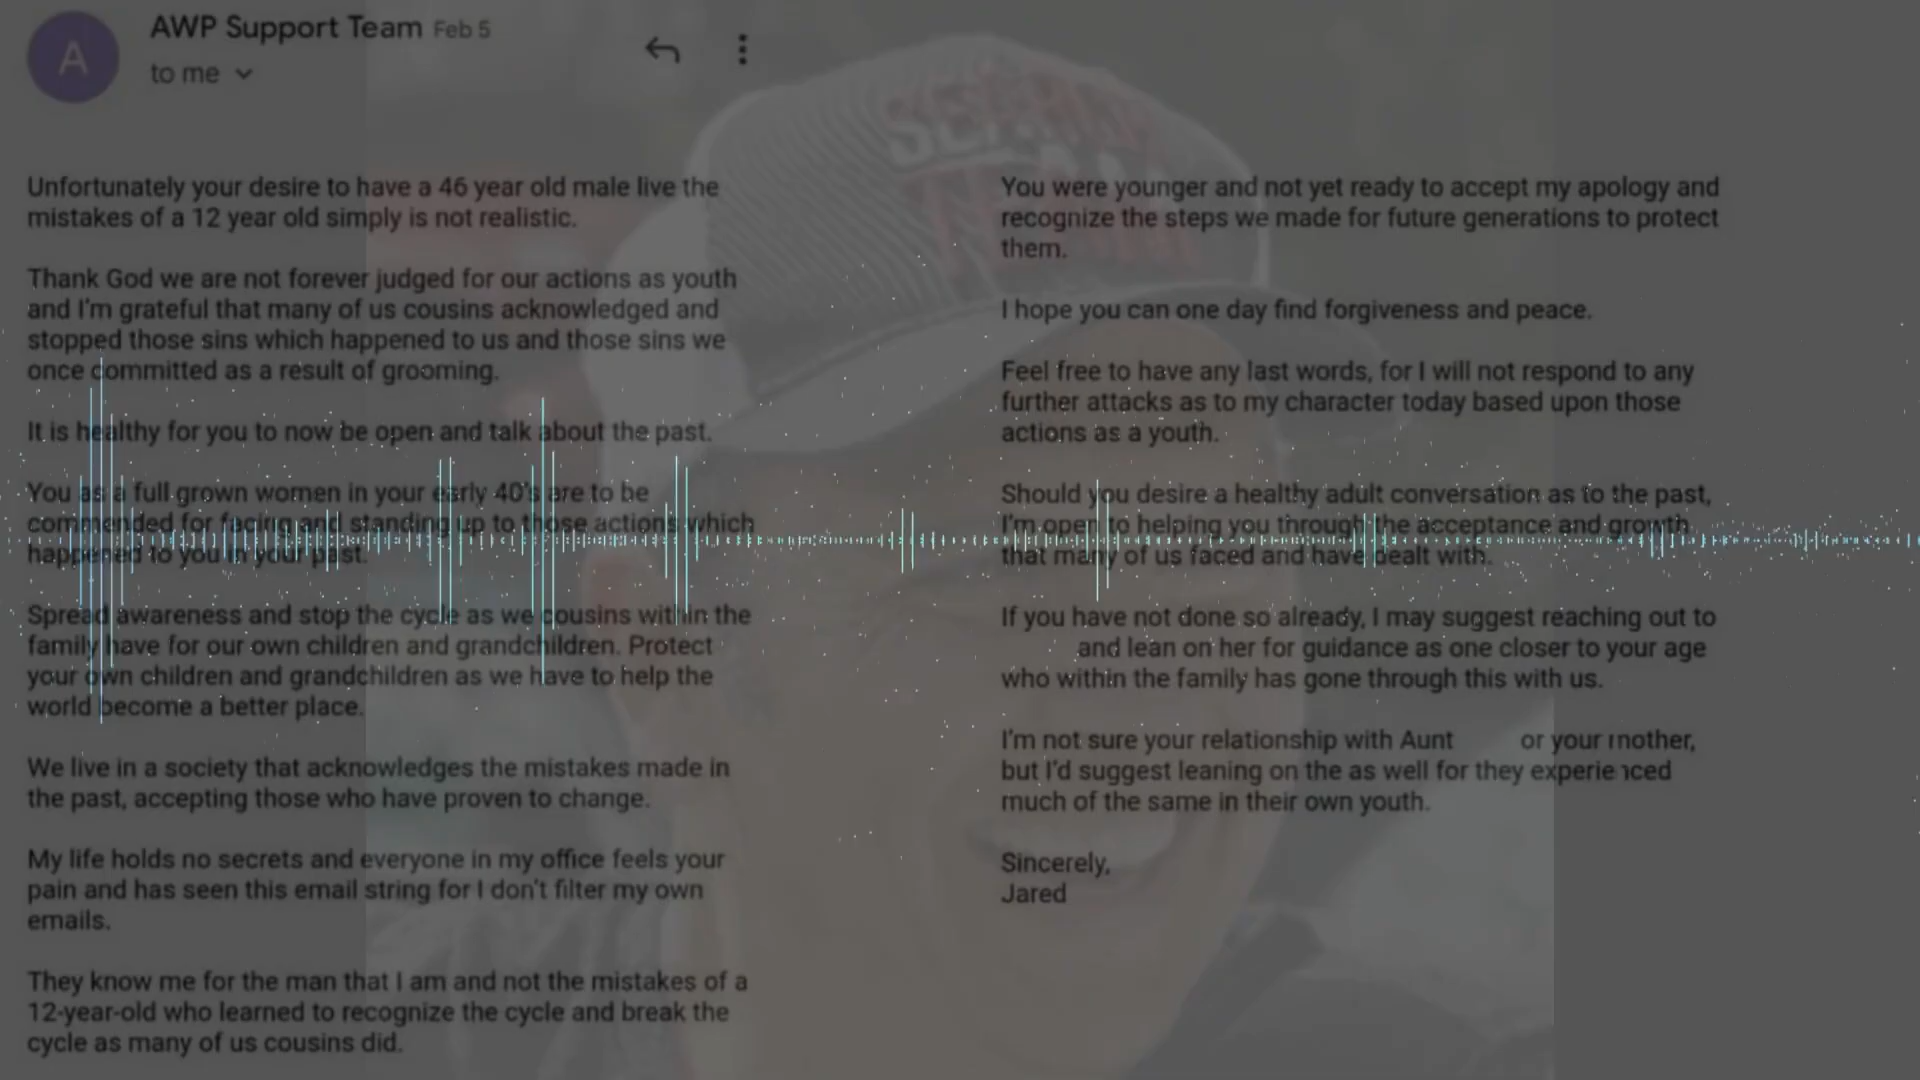 AWP Support Team Feb 5
to me
A
Unfortunately your desire to have a 46 year old male live the
mistakes of a 12 year old simply is not realistic.
Thank God we are not forever judged for our actions as youth
and I'm grateful that many of us cousins acknowledged and
stopped those sins which happened to us and those sins we
once committed as a result of grooming.
It is healthy for you to now be open and talk about the past.
You as a full grown women in your early 40's are to be
commended for facing and standing up to those actions which
happened to you in your past.
Spread awareness and stop the cycle as we cousins within the
family have for our own children and grandchildren. Protect
your own children and grandchildren as we have to help the
world become a better place.
We live in a society that acknowledges the mistakes made in
the past, accepting those who have proven to change.
My life holds no secrets and everyone in my office feels your
pain and has seen this email string for I don't filter my own
emails.
They know me for the man that I am and not the mistakes of a
12-year-old who learned to recognize the cycle and break the
cycle as many of us cousins did.
You were younger and not yet ready to accept my apology and
recognize the steps we made for future generations to protect
them.
I hope you can one day find forgiveness and peace.
Feel free to have any last words, for I will not respond to any
further attacks as to my character today based upon those
actions as a youth.
Should you desire a healthy adult conversation as to the past,
I'm open to helping you through the acceptance and growth
that many of us faced and have dealt with.
If you have not done so already, I may suggest reaching out to
and lean on her for guidance as one closer to your age
who within the family has gone through this with us.
I'm not sure your relationship with Aunt or your mother,
but I'd suggest leaning on the as well for they experienced
much of the same in their own youth.
Sincerely,
Jared